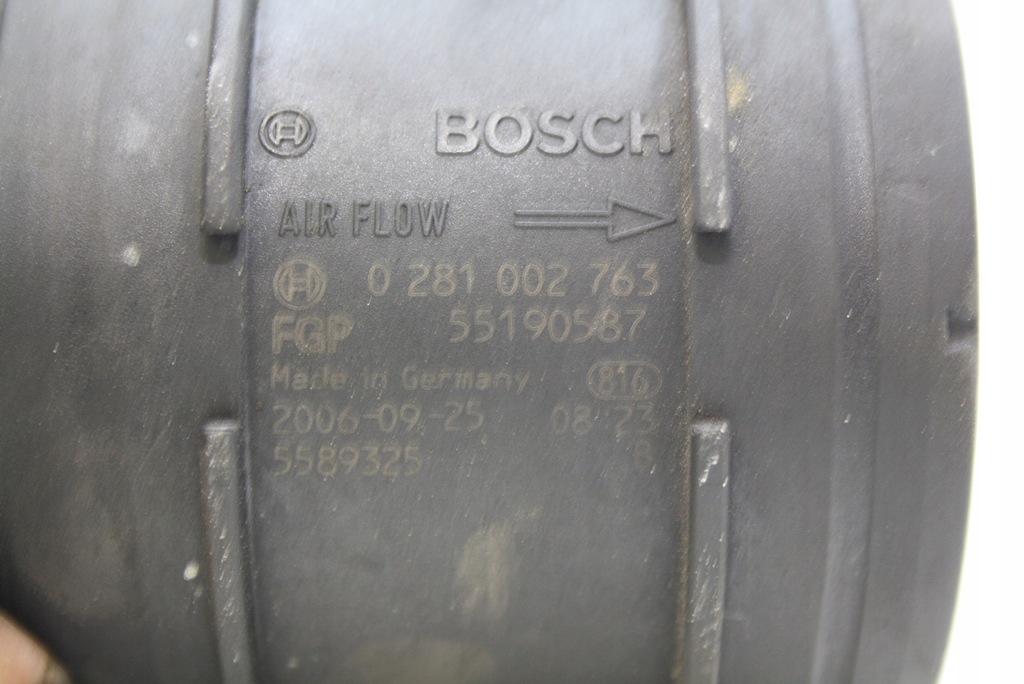 BOSCH
AIR FLOW
0 281 002 763
FGP 55190587
Made in Germany 816
2006-09-25 08 23
5589325 8